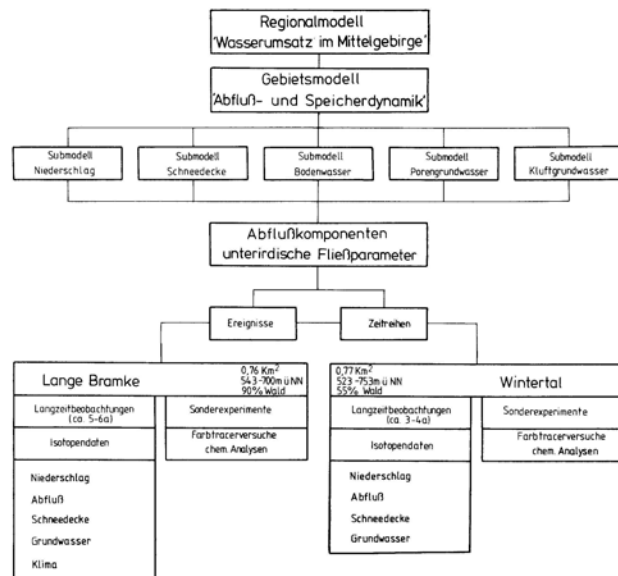 Regionalmodell
'Wasserumsatz im Mittelgebirge'
Gebietsmodell
'Abfluß- und Speicherdynamik'
Submodell
Niederschlag
Submodell
Schneedecke
Submodell
Bodenwasser
Submodell
Porengrundwasser
Submodell
Kluftgrundwasser
Abflußkomponenten
unterirdische Fließparameter
Ereignisse
Zeitreihen
Lange Bramke
0,76 Km²
543-700m ü NN
90% Wald
Langzeitbeobachtungen
(ca. 5-6a)
Sonderexperimente
Isotopendaten
Farbtracerversuche
chem. Analysen
Niederschlag
Abfluß
Schneedecke
Grundwasser
Klima
0,77 Km²
523-753m ü NN
55% Wald
Wintertal
Langzeitbeobachtungen
(ca. 3-4a)
Sonderexperimente
Isotopendaten
Farbtracerversuche
chem. Analysen
Niederschlag
Abfluß
Schneedecke
Grundwasser